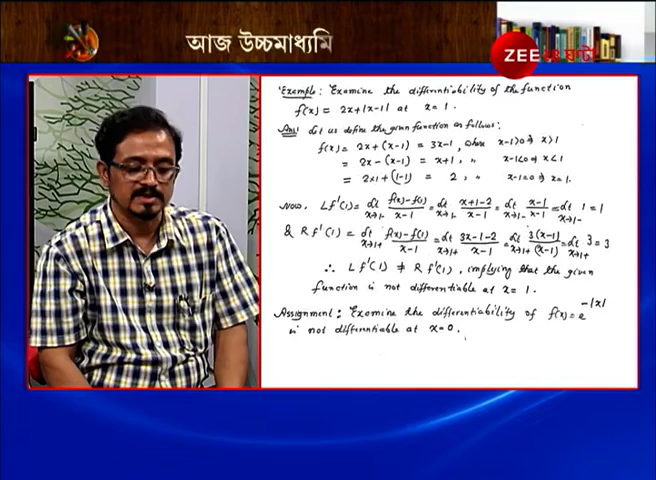 আজ উচ্চমাধ্যমি
ZEE ২৪ ঘণ্টা
Example: Examine the differentiability of the function
f(x) = 2x+|x-1| at x=1.
Ans: Let us define the given function as follows:
f(x) = 2x+(x-1) = 3x-1, where x-1>0 ⇒ x>1
= 2x-(x-1) = x+1, " x-1<0 ⇒ x<1
= 2×1+(1-1) = 2, " x-1=0 ⇒ x=1.
Now, Lf'(1) = lt x→1- f(x)-f(1)/x-1 = lt x→1- x+1-2/x-1 = lt x→1- x-1/x-1 = lt x→1- 1 = 1
& Rf'(1) = lt x→1+ f(x)-f(1)/x-1 = lt x→1+ 3x-1-2/x-1 = lt x→1+ 3(x-1)/(x-1) = lt x→1+ 3 = 3
∴ Lf'(1) ≠ Rf'(1), implying that the given
function is not differentiable at x=1.
Assignment: Examine the differentiability of f(x)=e^-|x|
is not differentiable at x=0.